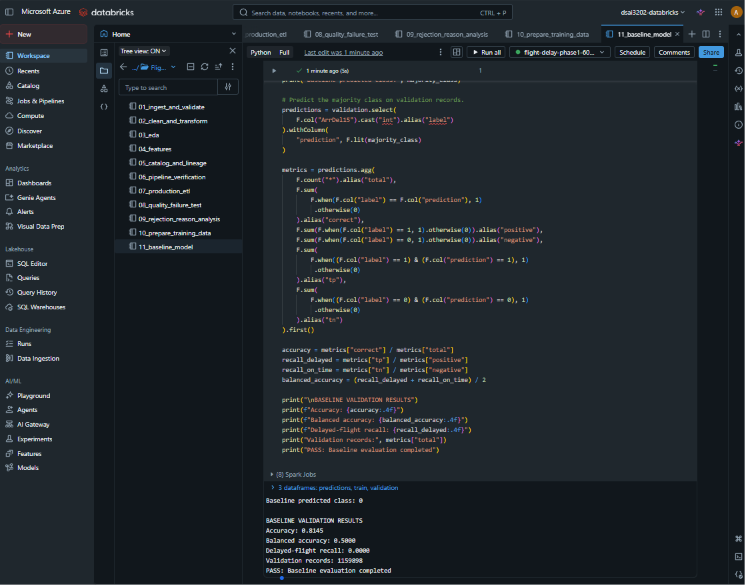 Microsoft Azure
databricks
Search data, notebooks, recents, and more...
CTRL + P
dsai3202-databricks
A
New
Workspace
Recents
Catalog
Jobs & Pipelines
Compute
Discover
Marketplace
Analytics
Dashboards
Genie Agents
Alerts
Visual Data Prep
Lakehouse
SQL Editor
Queries
Query History
SQL Warehouses
Data Engineering
Runs
Data Ingestion
AI/ML
Playground
Agents
AI Gateway
Experiments
Features
Models
Home
Tree view: ON
../
Flig...
Type to search
01_ingest_and_validate
02_clean_and_transform
03_eda
04_features
05_catalog_and_lineage
06_pipeline_verification
07_production_etl
08_quality_failure_test
09_rejection_reason_analysis
10_prepare_training_data
11_baseline_model
production_etl
08_quality_failure_test
09_rejection_reason_analysis
10_prepare_training_data
11_baseline_model
Python
Full
Last edit was 1 minute ago
Run all
flight-delay-phase1-60...
Schedule
Comments
Share
1 minute ago (5s)
1
# Predict the majority class on validation records.
predictions = validation.select(
F.col("ArrDel15").cast("int").alias("label")
).withColumn(
"prediction", F.lit(majority_class)
)
metrics = predictions.agg(
F.count("*").alias("total"),
F.sum(
F.when(F.col("label") == F.col("prediction"), 1)
.otherwise(0)
).alias("correct"),
F.sum(F.when(F.col("label") == 1, 1).otherwise(0)).alias("positive"),
F.sum(F.when(F.col("label") == 0, 1).otherwise(0)).alias("negative"),
F.sum(
F.when((F.col("label") == 1) & (F.col("prediction") == 1), 1)
.otherwise(0)
).alias("tp"),
F.sum(
F.when((F.col("label") == 0) & (F.col("prediction") == 0), 1)
.otherwise(0)
).alias("tn")
).first()
accuracy = metrics["correct"] / metrics["total"]
recall_delayed = metrics["tp"] / metrics["positive"]
recall_on_time = metrics["tn"] / metrics["negative"]
balanced_accuracy = (recall_delayed + recall_on_time) / 2
print("\nBASELINE VALIDATION RESULTS")
print(f"Accuracy: {accuracy:.4f}")
print(f"Balanced accuracy: {balanced_accuracy:.4f}")
print(f"Delayed-flight recall: {recall_delayed:.4f}")
print("Validation records:", metrics["total"])
print("PASS: Baseline evaluation completed")
(8) Spark Jobs
3 dataframes: predictions, train, validation
Baseline predicted class: 0
BASELINE VALIDATION RESULTS
Accuracy: 0.8145
Balanced accuracy: 0.5000
Delayed-flight recall: 0.0000
Validation records: 1159898
PASS: Baseline evaluation completed